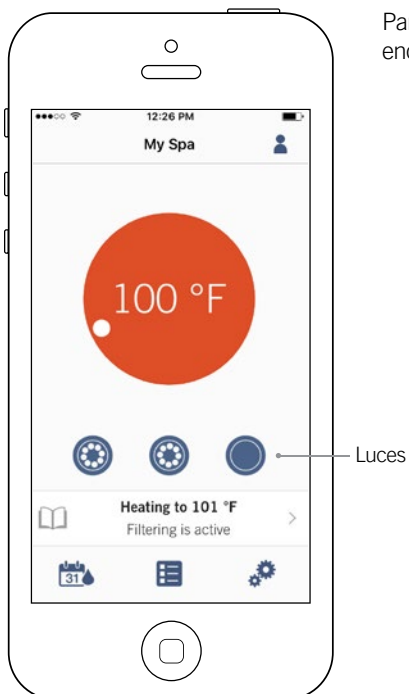 12:26 PM
My Spa
100 °F
Luces
Heating to 101 °F
Filtering is active
31